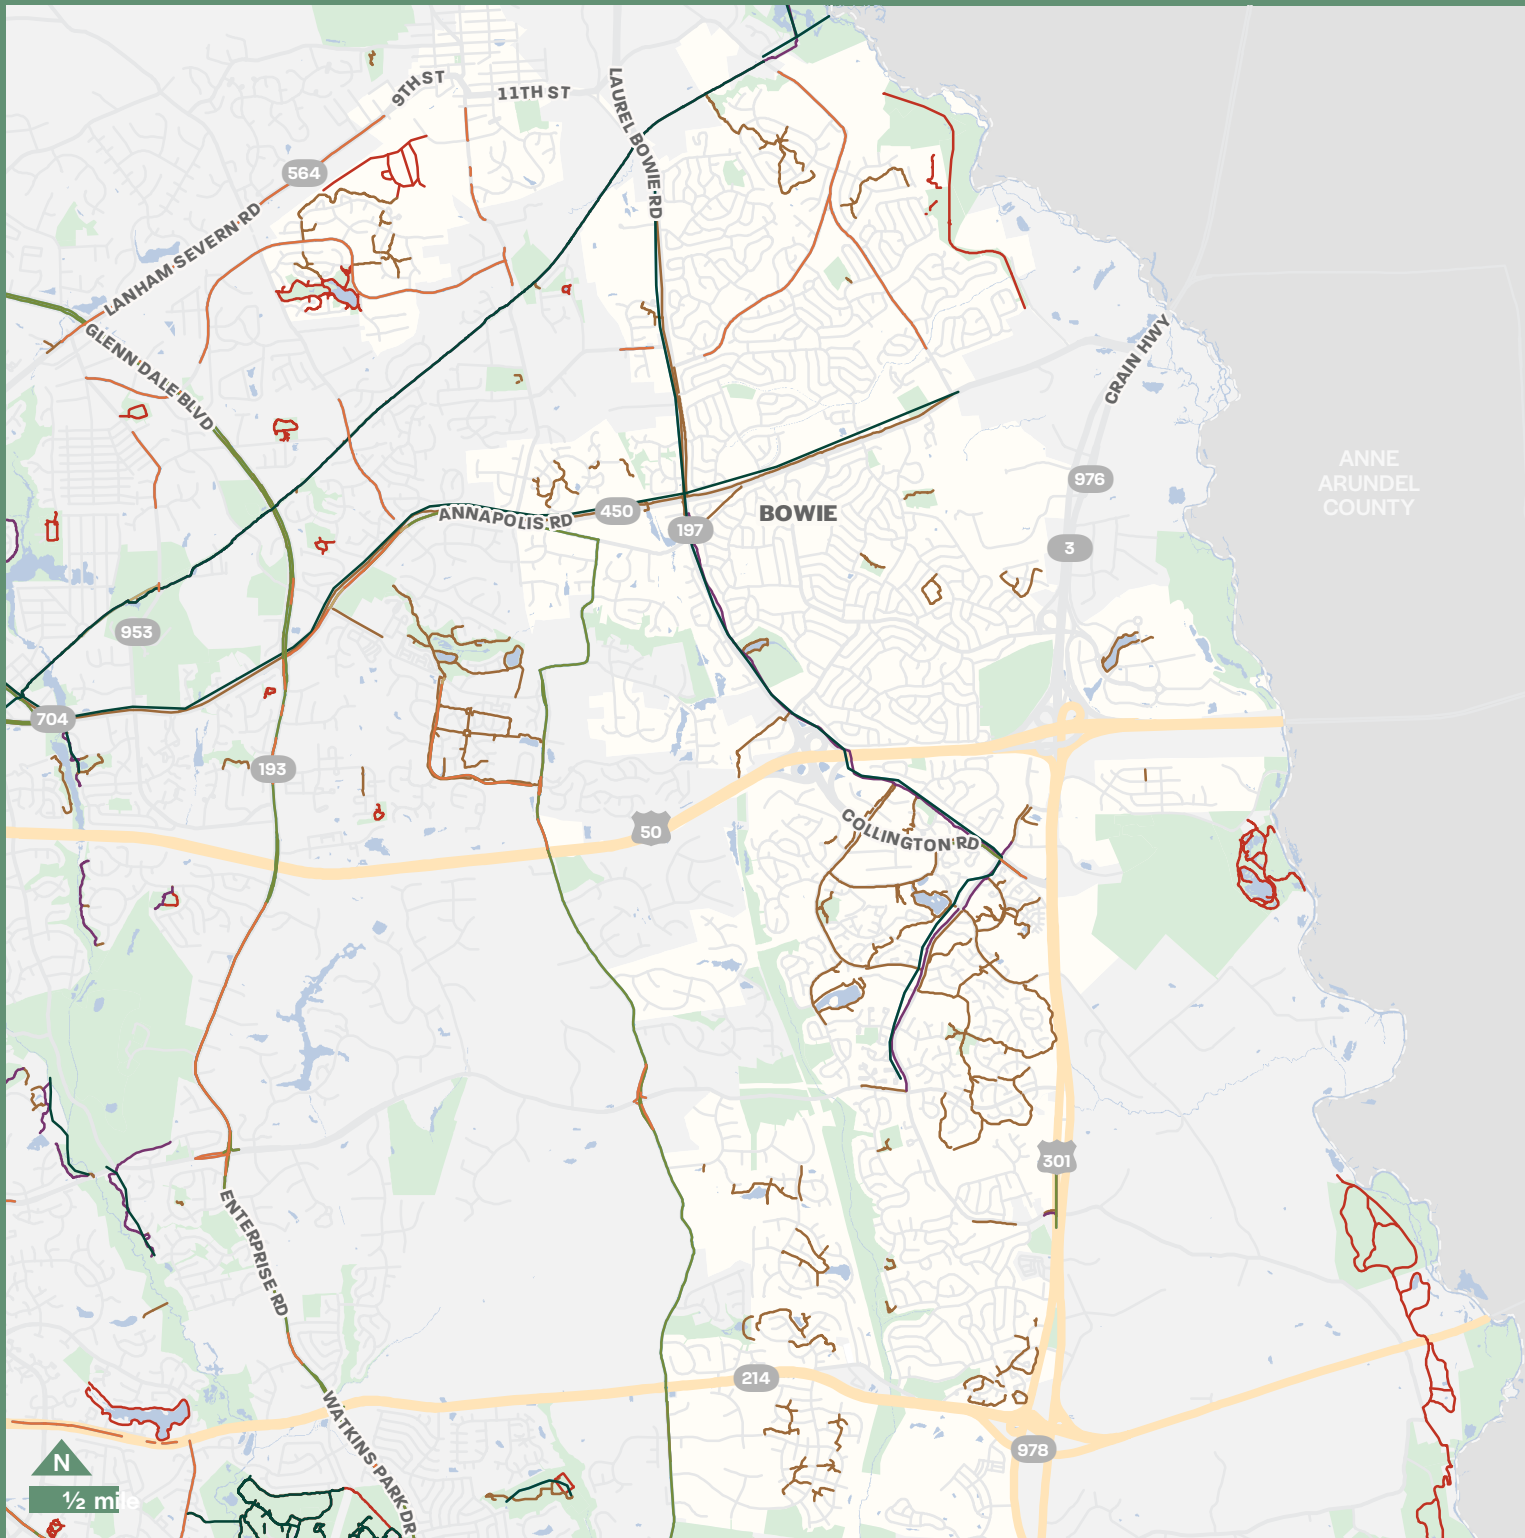 9TH ST
11TH ST
LAUREL BOWIE RD
564
LANHAM SEVERN RD
GLENN DALE BLVD
CRAIN HWY
ANNE
ARUNDEL
COUNTY
976
ANNAPOLIS RD
450
BOWIE
197
3
953
704
193
50
COLLINGTON RD
301
ENTERPRISE RD
214
WATKINS PARK DR
978
N
½ mile